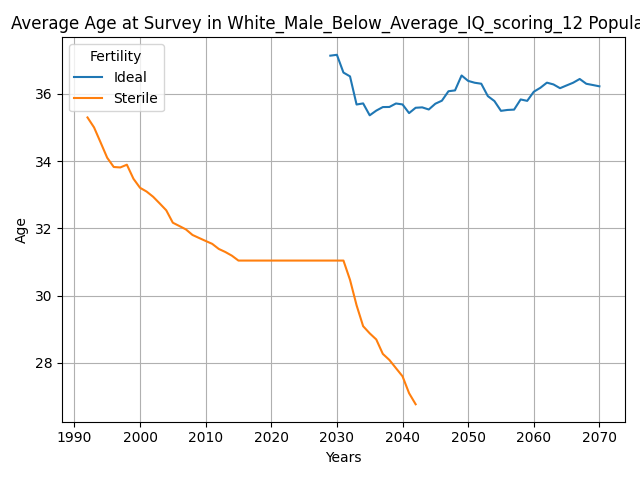 Average Age at Survey in White_Male_Below_Average_IQ_scoring_12 Popula
Fertility
Ideal
Sterile
Age
36
34
32
30
28
1990 2000 2010 2020 2030 2040 2050 2060 2070
Years